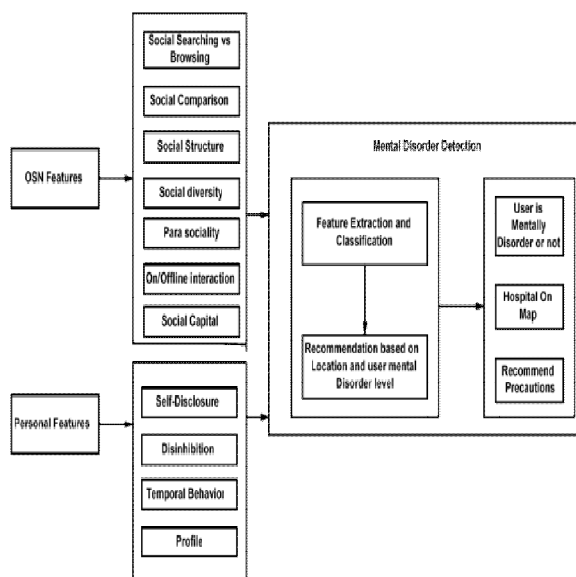 OSN Features
Social Searching vs
Browsing
Social Comparison
Social Structure
Social diversity
Para sociality
On/Offline interaction
Social Capital
Personal Features
Self-Disclosure
Disinhibition
Temporal Behavior
Profile
Mental Disorder Detection
Feature Extraction and
Classification
Recommendation based on
Location and user mental
Disorder level
User is
Mentally
Disorder or not
Hospital On
Map
Recommend
Precautions